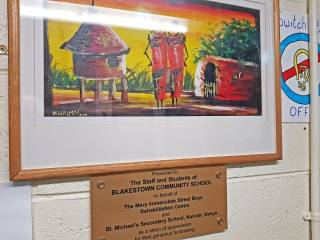 Switch
OFF
Presented to
The Staff and Students of
BLAKESTOWN COMMUNITY SCHOOL
on behalf of
The Mary Immaculate Street Boys
Rehabilitation Centre
and
St. Michael's Secondary School, Nairobi, Kenya
as a token of appreciation
for their generous fundraising